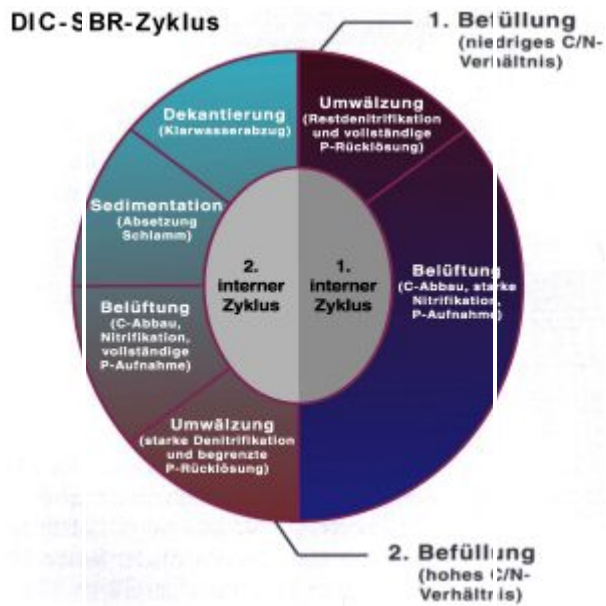 DIC-SBR-Zyklus
1. Befüllung
(niedriges C/N-
Verhältnis)
Umwälzung
(Restdenitrifikation
und vollständige
P-Rücklösung)
Belüftung
(C-Abbau, starke
Nitrifikation,
P-Aufnahme)
1.
interner
Zyklus
2. Befüllung
(hohes C/N-
Verhältnis)
Umwälzung
(starke Denitrifikation
und begrenzte
P-Rücklösung)
Belüftung
(C-Abbau,
Nitrifikation,
vollständige
P-Aufnahme)
Sedimentation
(Absetzung
Schlamm)
Dekantierung
(Klarwasserabzug)
2.
interner
Zyklus